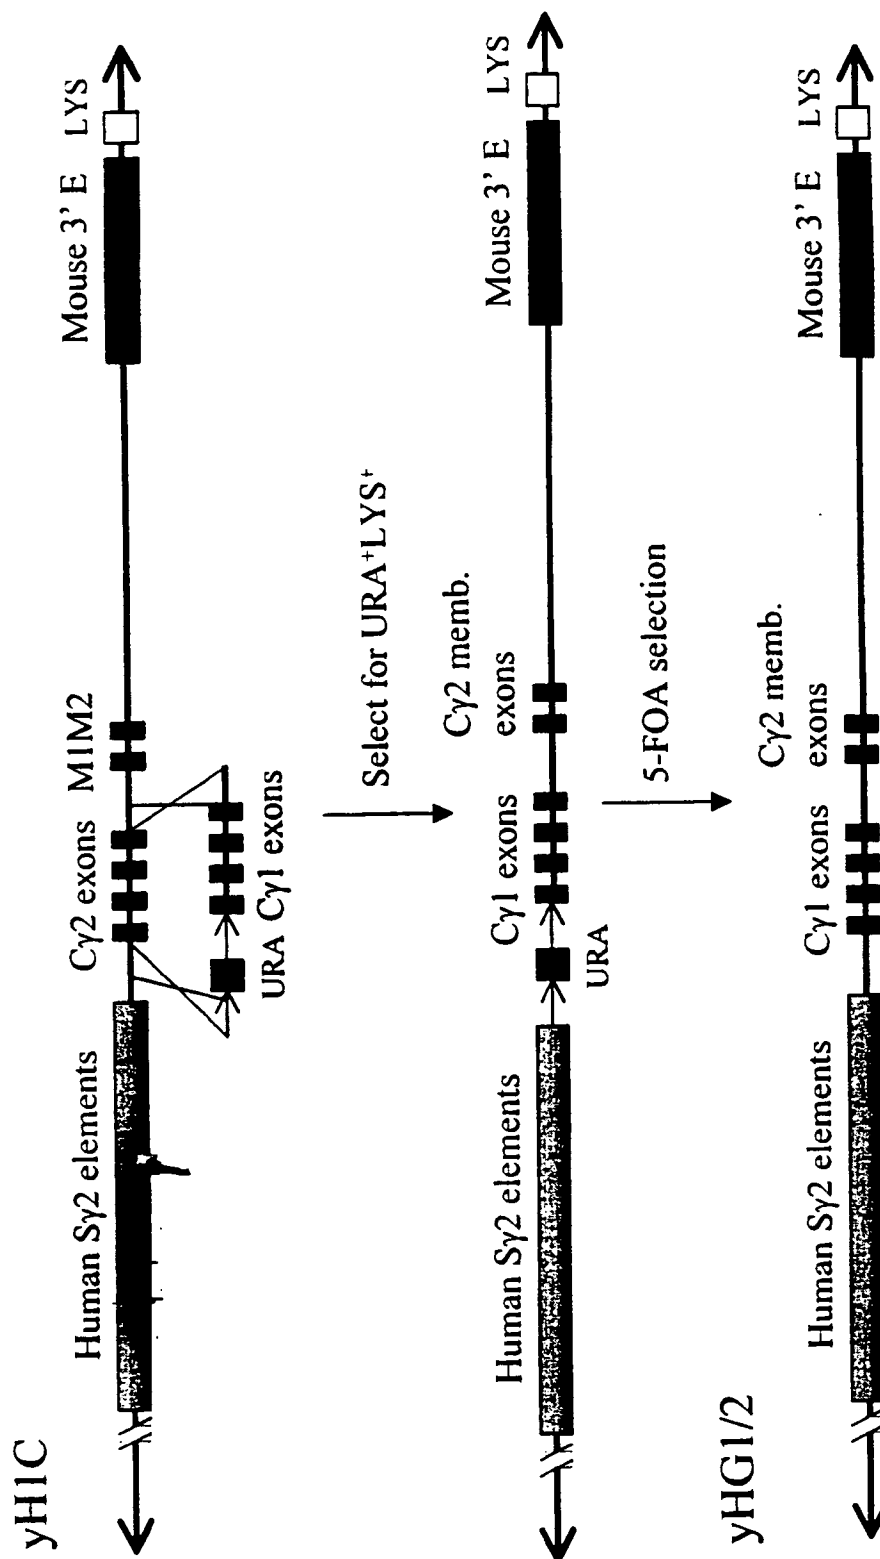 yH1C
Human Sγ2 elements
Cγ2 exons
M1M2
Mouse 3' E
LYS
URA Cγ1 exons
Select for URA⁺LYS⁺
Human Sγ2 elements
URA
Cγ1 exons
Cγ2 memb.
exons
Mouse 3' E
LYS
5-FOA selection
yHG1/2
Human Sγ2 elements
Cγ1 exons
Cγ2 memb.
exons
Mouse 3' E
LYS